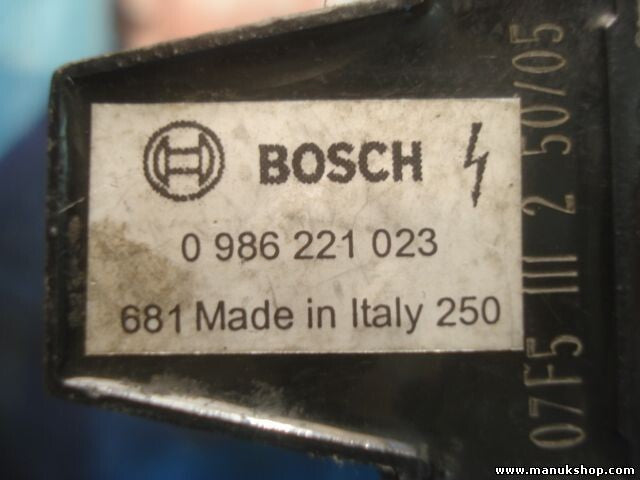 BOSCH
0 986 221 023
681 Made in Italy 250
07F5 III 2 50/05
www.manukshop.com